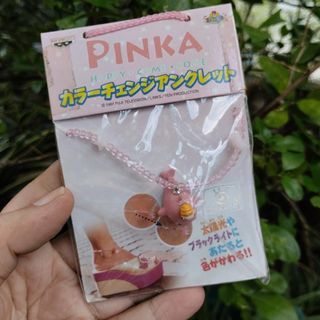 PINKA
カラーチェンジアンクレット
太陽光や
ブラックライトに
あたると
色がかわる!!